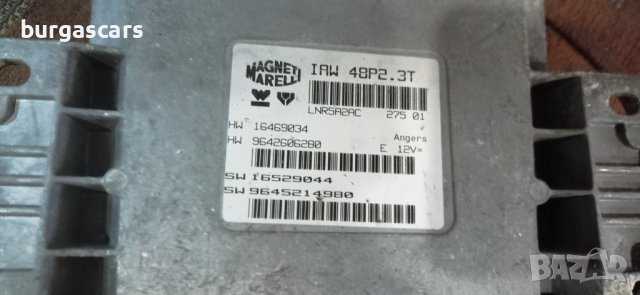 burgascars
MAGNETI MARELLI
IAW 48P2.3T
LNR5A2AC 275 01
HW 16469034 Angers
HW 9642606280 E 12V=
SW 16529044
SW 9645214980
BAZAR